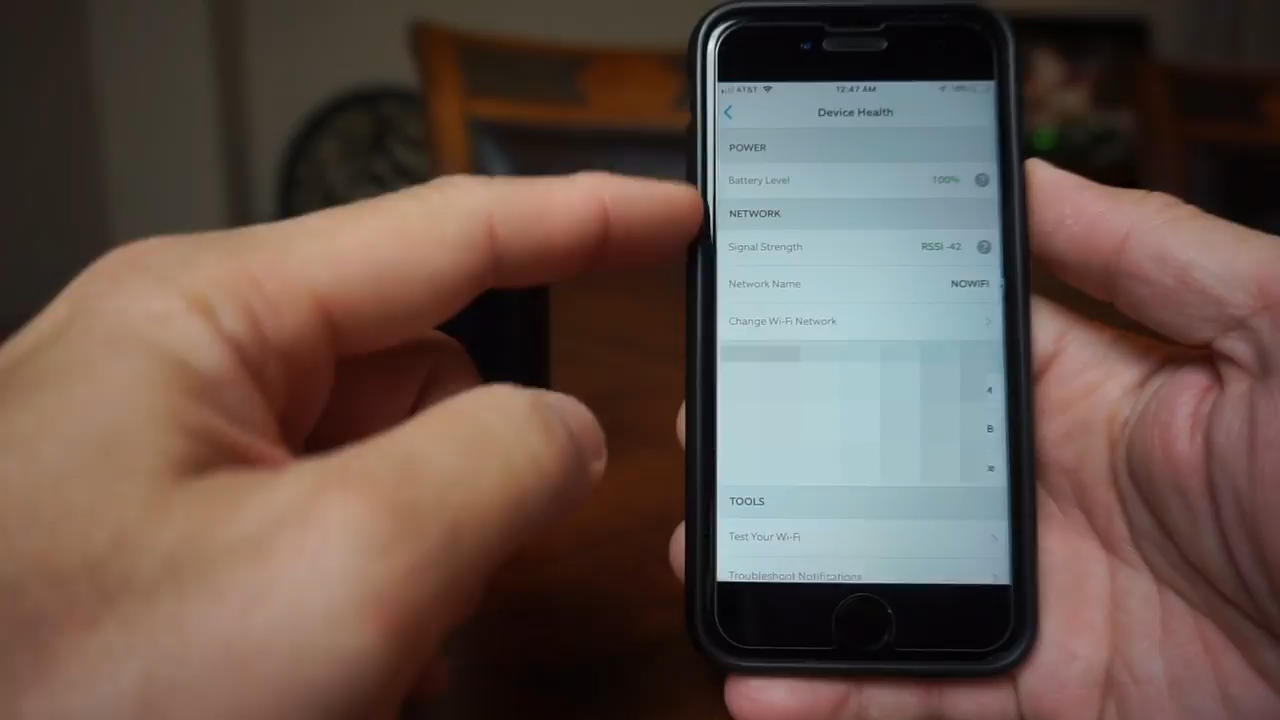 AT&T 12:47 AM
Device Health
POWER
Battery Level 100%
NETWORK
Signal Strength RSSI -42
Network Name NOWIFI
Change Wi-Fi Network
4
B
TOOLS
Test Your Wi-Fi
Troubleshoot Notifications